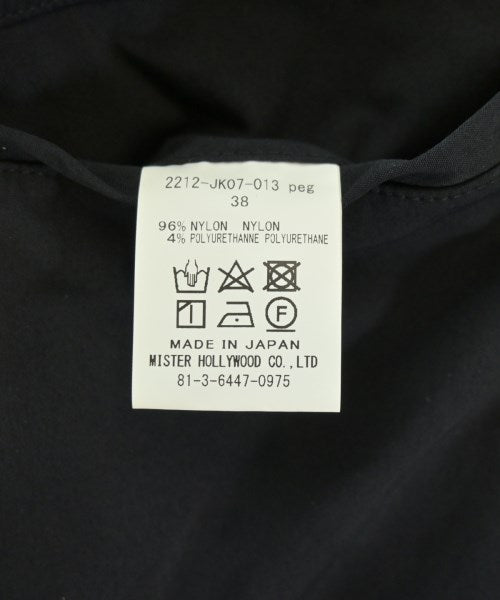 2212-JK07-013 peg
38
96% NYLON NYLON
4% POLYURETHANNE POLYURETHANE
F
MADE IN JAPAN
MISTER HOLLYWOOD CO.,LTD
81-3-6447-0975